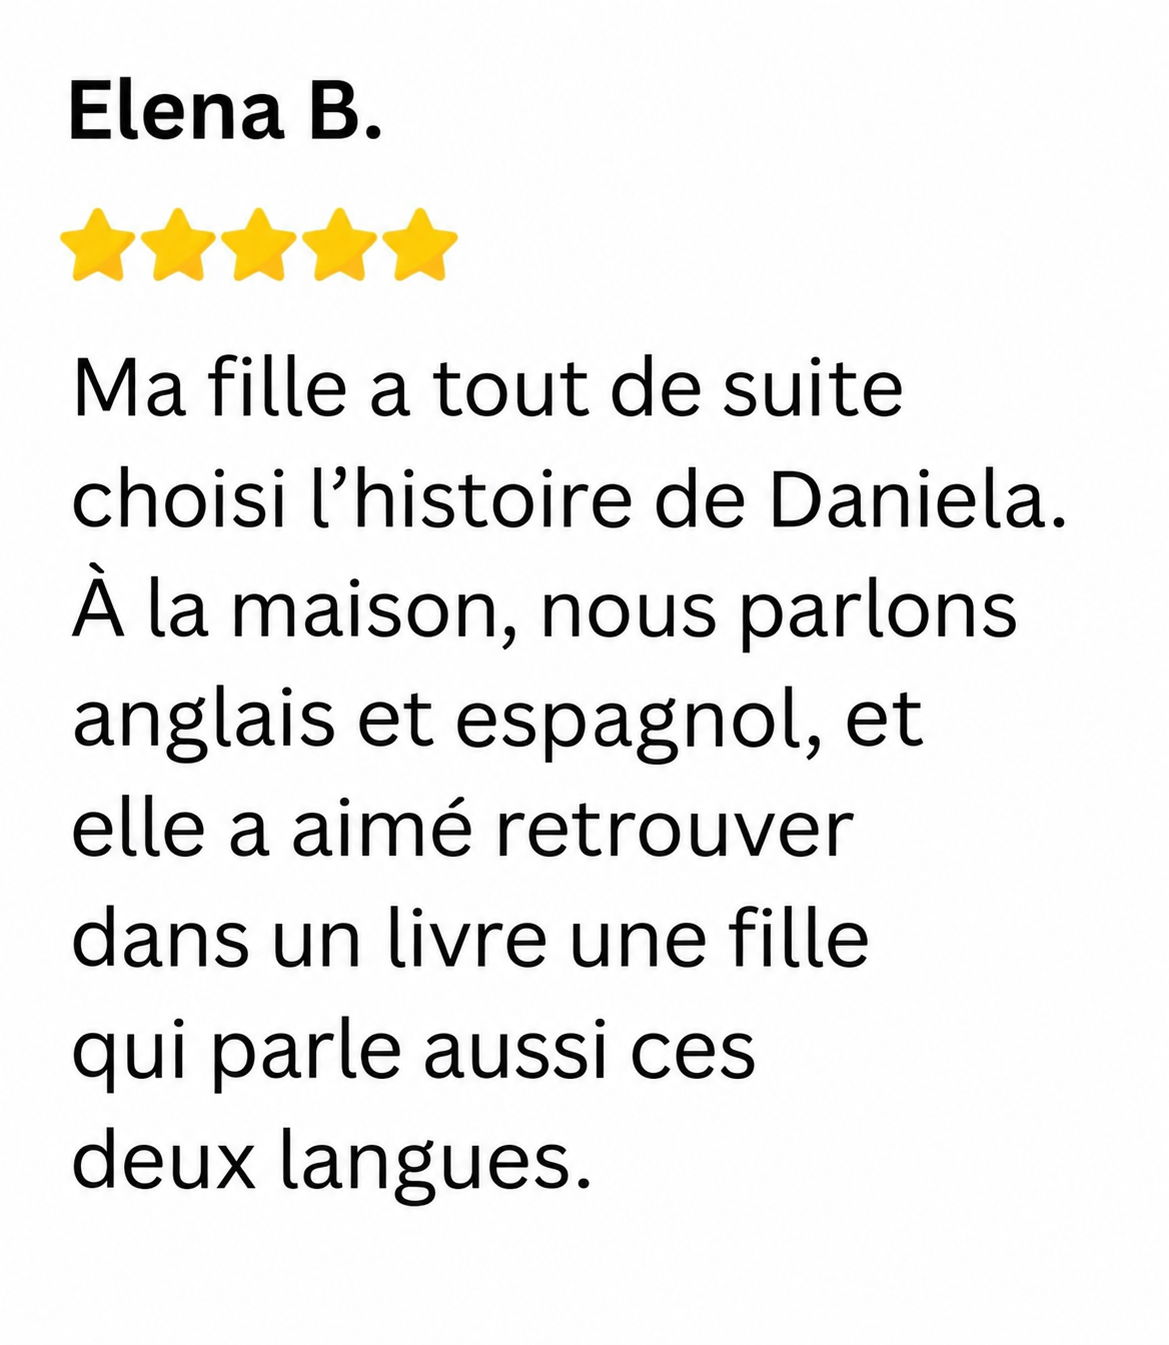 Elena B.
Ma fille a tout de suite
choisi l’histoire de Daniela.
À la maison, nous parlons
anglais et espagnol, et
elle a aimé retrouver
dans un livre une fille
qui parle aussi ces
deux langues.